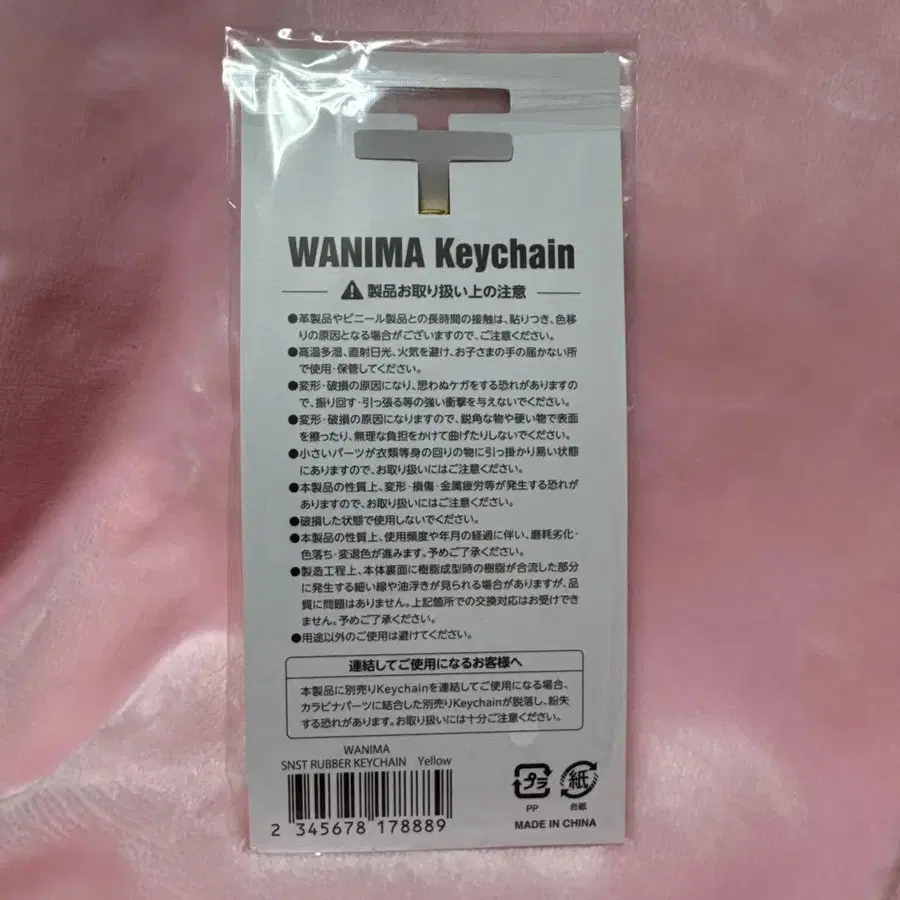 WANIMA Keychain
製品お取り扱い上の注意
●革製品やビニール製品との長時間の接触は、貼りつき、色移
りの原因となる場合がございますので、ご注意ください。
●高温多湿、直射日光、火気を避け、お子さまの手の届かない所
で使用・保管してください。
●変形・破損の原因になり、思わぬケガをする恐れがありますの
で、振り回す・引っ張る等の強い衝撃を与えないでください。
●変形・破損の原因になりますので、鋭角な物や硬い物で表面
を擦ったり、無理な負担をかけて曲げたりしないでください。
●小さいパーツが衣類等身の回りの物に引っ掛かり易い状態
にありますので、お取り扱いにはご注意ください。
●本製品の性質上、変形・損傷・金属疲労等が発生する恐れが
ありますので、お取り扱いにはご注意ください。
●破損した状態で使用しないでください。
●本製品の性質上、使用頻度や年月の経過に伴い、磨耗劣化・
色落ち・変退色が進みます。予めご了承ください。
●製造工程上、本体裏面に樹脂成型時の樹脂が合流した部分
に発生する細い線や油浮きが見られる場合がありますが、品
質に問題はありません。上記箇所での交換対応はお受けでき
ません。予めご了承ください。
●用途以外のご使用は避けてください。
連結してご使用になるお客様へ
本製品に別売りKeychainを連結してご使用になる場合、
カラビナパーツに結合した別売りKeychainが脱落し、紛失
する恐れがあります。お取り扱いには十分ご注意ください。
WANIMA
SNST RUBBER KEYCHAIN Yellow
2 345678 178889
プラ
PP
紙
台紙
MADE IN CHINA